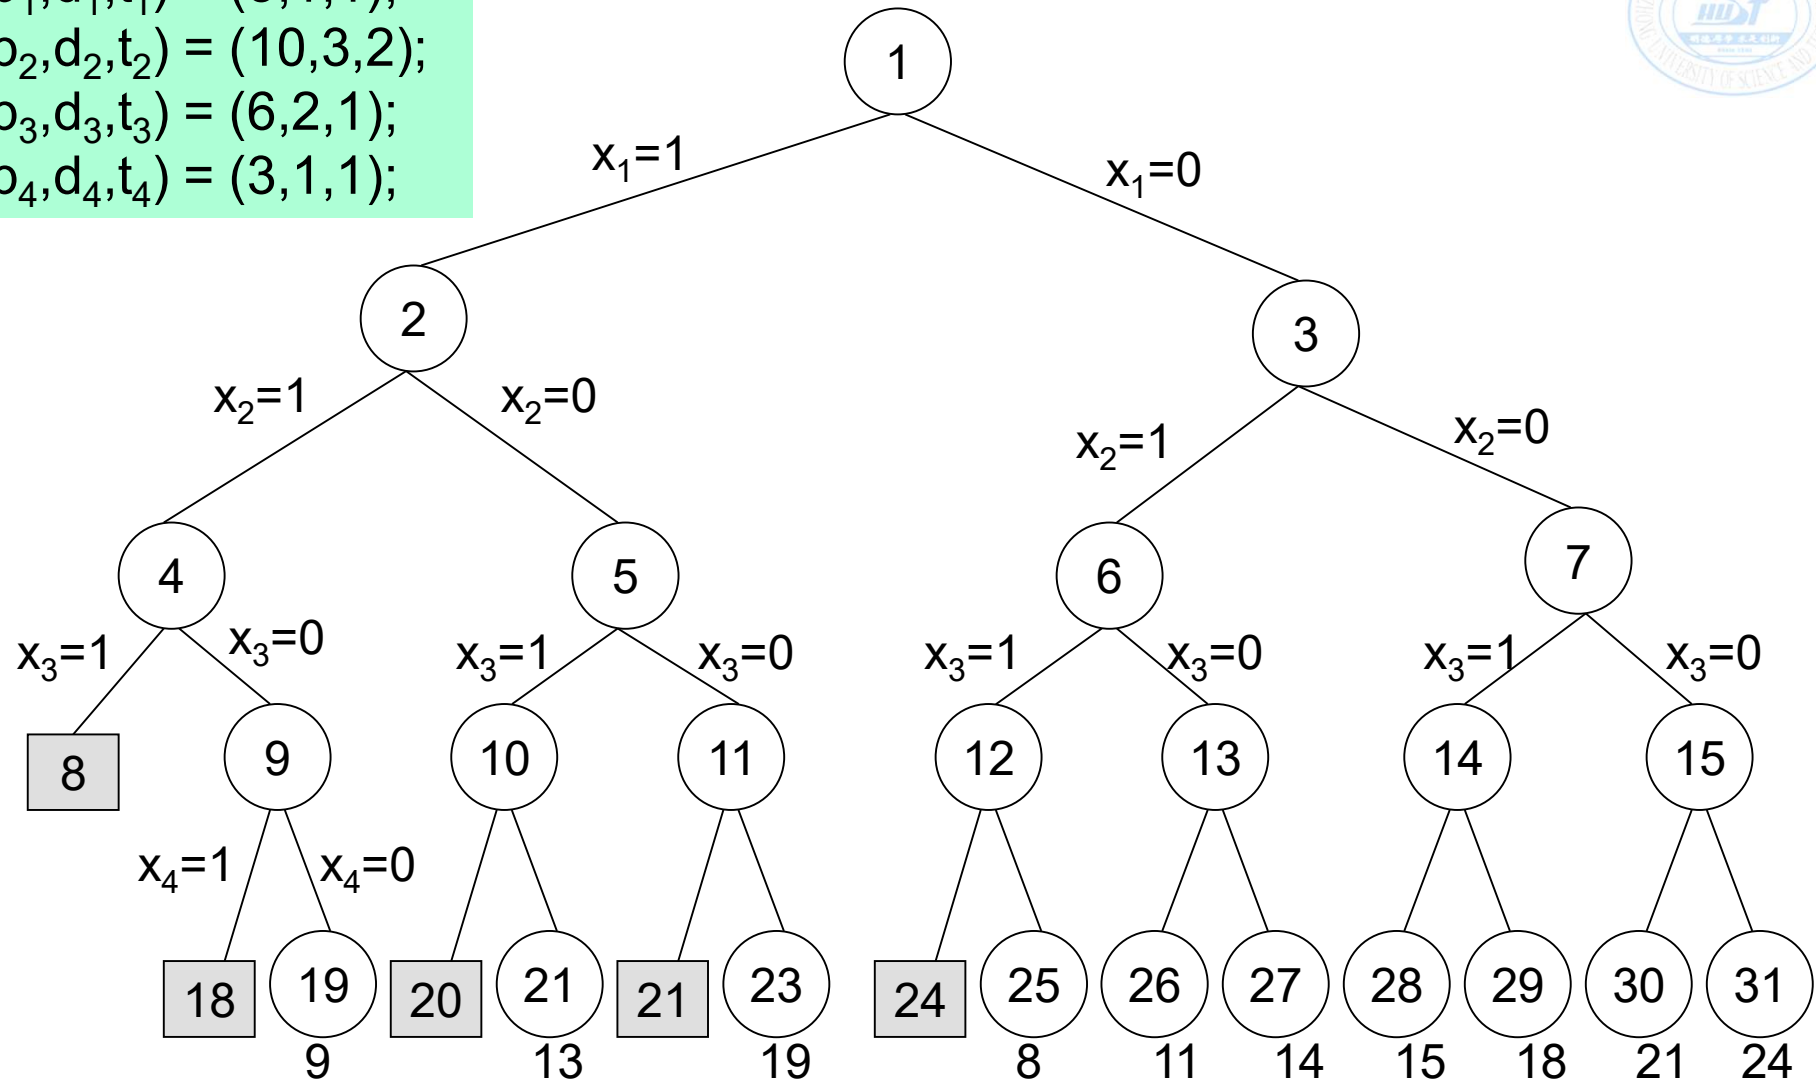 p₂,d₂,t₂) = (10,3,2);
p₃,d₃,t₃) = (6,2,1);
p₄,d₄,t₄) = (3,1,1);
1
x₁=1
x₁=0
2
3
x₂=1
x₂=0
x₂=1
x₂=0
4
5
6
7
x₃=1
x₃=0
x₃=1
x₃=0
x₃=1
x₃=0
x₃=1
x₃=0
8
9
10
11
12
13
14
15
x₄=1
x₄=0
18
19
20
21
21
23
24
25
26
27
28
29
30
31
9
13
19
8
11
14
15
18
21
24